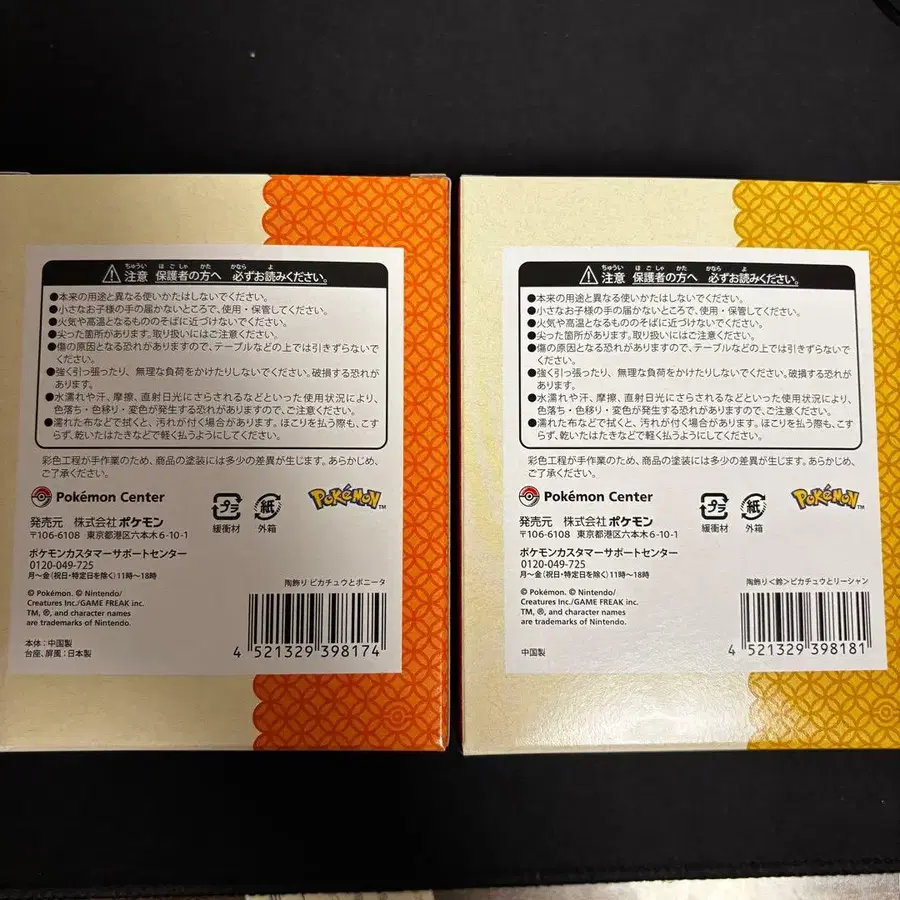 ちゅうい ほごしゃ かた かなら よ
注意 保護者の方へ 必ずお読みください。
●本来の用途と異なる使いかたはしないでください。
●小さなお子様の手の届かないところで、使用・保管してください。
●火気や高温となるもののそばに近づけないでください。
●尖った箇所があります。取り扱いにはご注意ください。
●傷の原因となる恐れがありますので、テーブルなどの上では引きずらないで
ください。
●強く引っ張ったり、無理な負荷をかけたりしないでください。破損する恐れが
あります。
●水濡れや汗、摩擦、直射日光にさらされるなどといった使用状況により、
色落ち・色移り・変色が発生する恐れがありますので、ご注意ください。
●濡れた布などで拭くと、汚れが付く場合があります。ほこりを払う際も、こす
らず、乾いたはたきなどで軽く払うようにしてください。
彩色工程が手作業のため、商品の塗装には多少の差異が生じます。あらかじめ、
ご了承ください。
Pokémon Center
プラ
緩衝材
紙
外箱
POKÉMON™
発売元 株式会社ポケモン
〒106-6108 東京都港区六本木6-10-1
ポケモンカスタマーサポートセンター
0120-049-725
月〜金(祝日・特定日を除く)11時〜18時
© Pokémon. © Nintendo/
Creatures Inc./GAME FREAK inc.
TM, ®, and character names
are trademarks of Nintendo.
本体:中国製
台座、屏風:日本製
陶飾り ピカチュウとポニータ
4 521329 398174
ちゅうい ほごしゃ かた かなら よ
注意 保護者の方へ 必ずお読みください。
●本来の用途と異なる使いかたはしないでください。
●小さなお子様の手の届かないところで、使用・保管してください。
●火気や高温となるもののそばに近づけないでください。
●尖った箇所があります。取り扱いにはご注意ください。
●傷の原因となる恐れがありますので、テーブルなどの上では引きずらないで
ください。
●強く引っ張ったり、無理な負荷をかけたりしないでください。破損する恐れが
あります。
●水濡れや汗、摩擦、直射日光にさらされるなどといった使用状況により、
色落ち・色移り・変色が発生する恐れがありますので、ご注意ください。
●濡れた布などで拭くと、汚れが付く場合があります。ほこりを払う際も、こす
らず、乾いたはたきなどで軽く払うようにしてください。
彩色工程が手作業のため、商品の塗装には多少の差異が生じます。あらかじめ、
ご了承ください。
Pokémon Center
プラ
緩衝材
紙
外箱
POKÉMON™
発売元 株式会社ポケモン
〒106-6108 東京都港区六本木6-10-1
ポケモンカスタマーサポートセンター
0120-049-725
月〜金(祝日・特定日を除く)11時〜18時
© Pokémon. © Nintendo/
Creatures Inc./GAME FREAK inc.
TM, ®, and character names
are trademarks of Nintendo.
中国製
陶飾り<鈴>ピカチュウとリーシャン
4 521329 398181